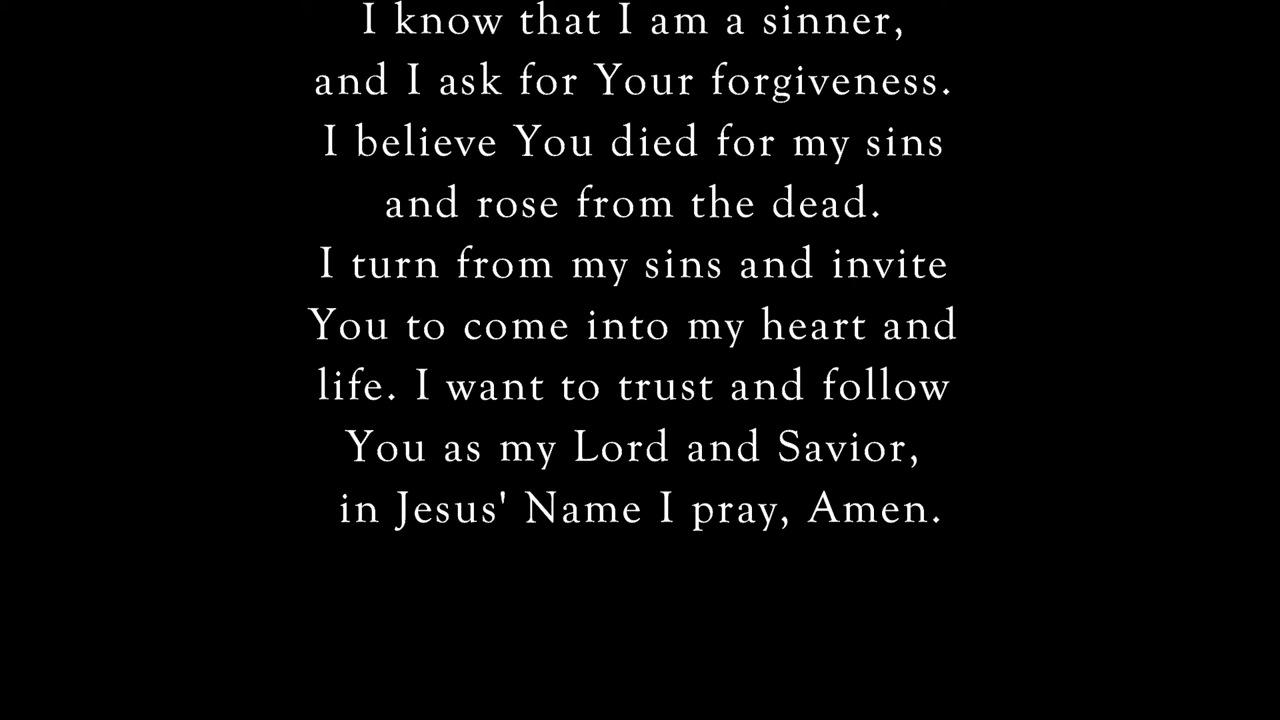 I know that I am a sinner,
and I ask for Your forgiveness.
I believe You died for my sins
and rose from the dead.
I turn from my sins and invite
You to come into my heart and
life. I want to trust and follow
You as my Lord and Savior,
in Jesus' Name I pray, Amen.